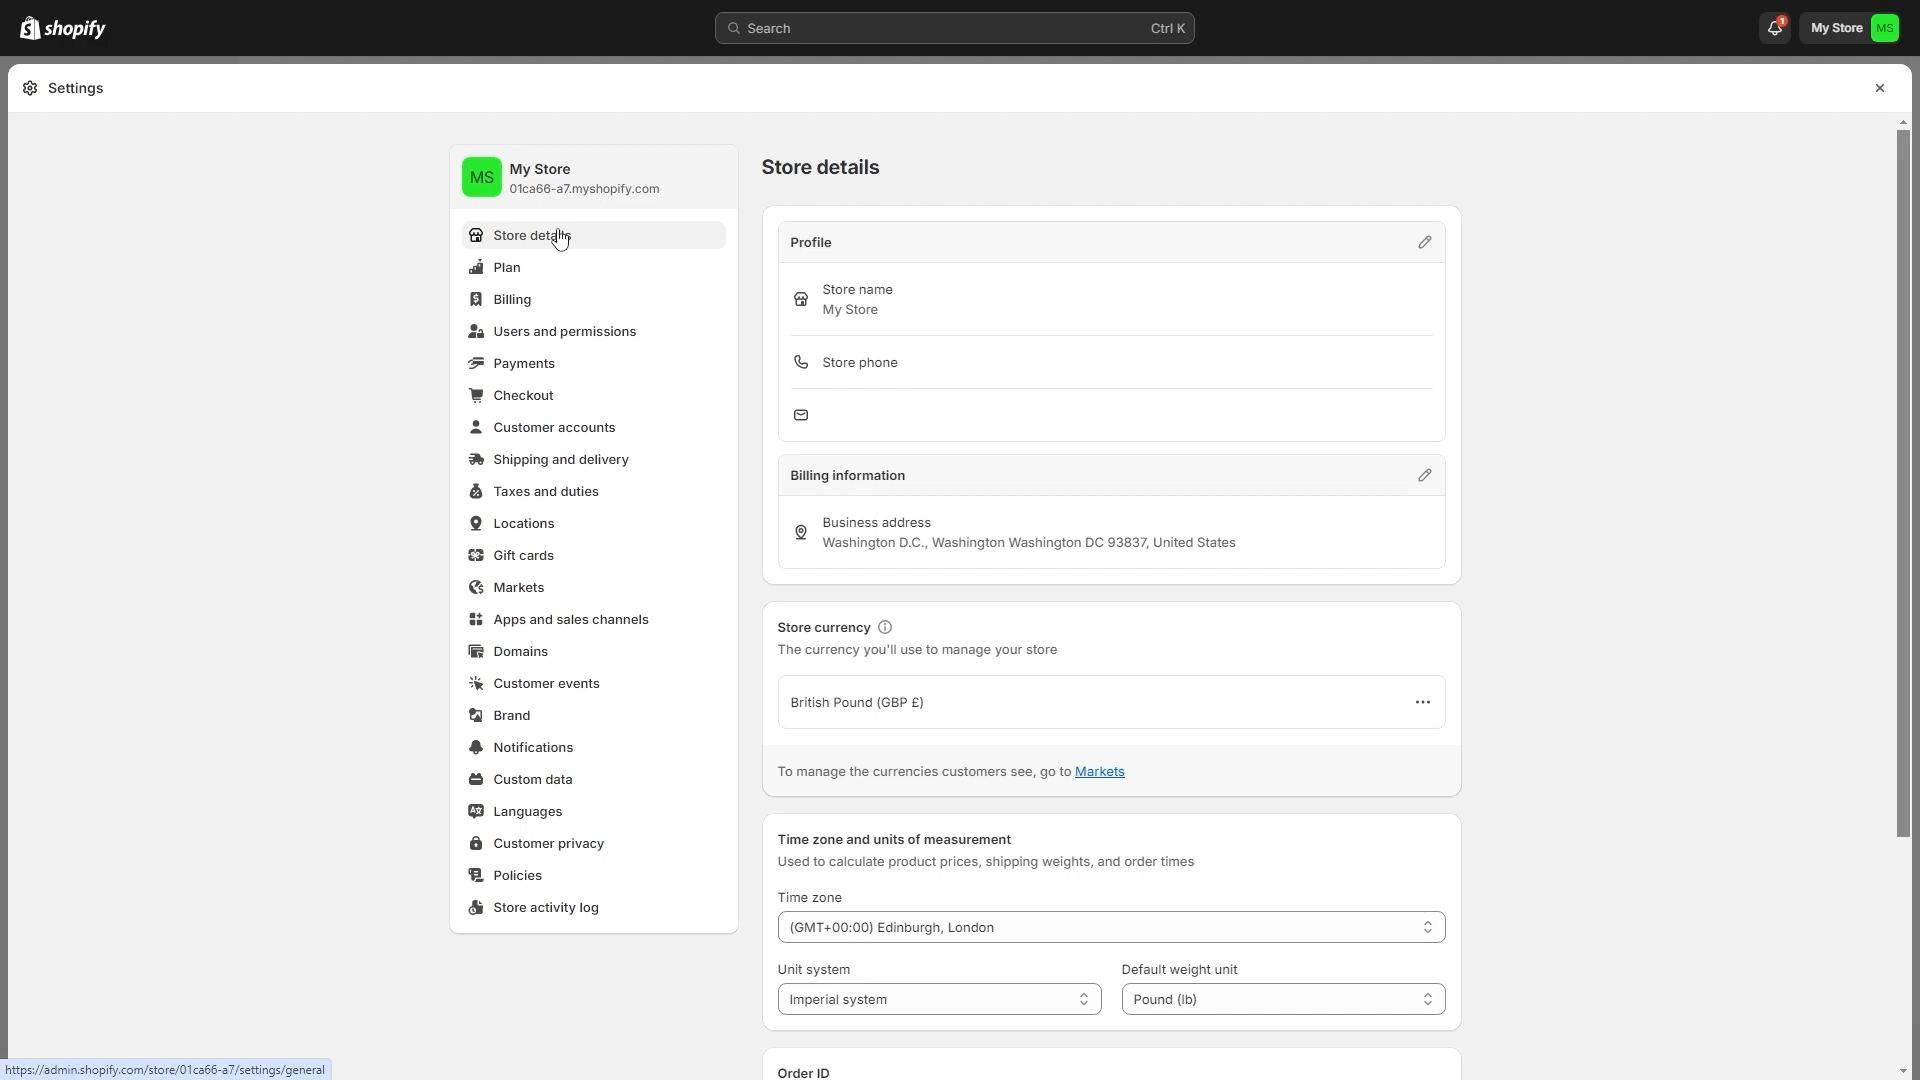 shopify
Search
Ctrl K
1
My Store
MS
Settings
MS
My Store
01ca66-a7.myshopify.com
Store details
Plan
Billing
Users and permissions
Payments
Checkout
Customer accounts
Shipping and delivery
Taxes and duties
Locations
Gift cards
Markets
Apps and sales channels
Domains
Customer events
Brand
Notifications
Custom data
Languages
Customer privacy
Policies
Store activity log
Store details
Profile
Store name
My Store
Store phone
Billing information
Business address
Washington D.C., Washington Washington DC 93837, United States
Store currency
The currency you'll use to manage your store
British Pound (GBP £)
To manage the currencies customers see, go to Markets
Time zone and units of measurement
Used to calculate product prices, shipping weights, and order times
Time zone
(GMT+00:00) Edinburgh, London
Unit system
Default weight unit
Imperial system
Pound (lb)
Order ID
https://admin.shopify.com/store/01ca66-a7/settings/general